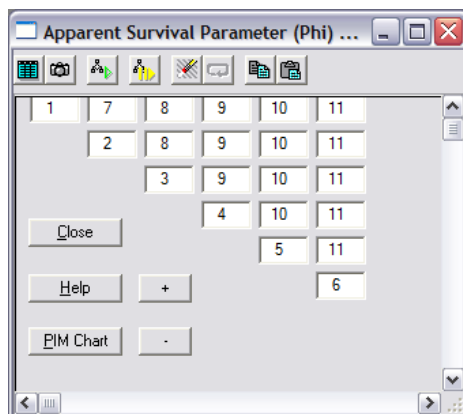 Apparent Survival Parameter (Phi) ...
1 7 8 9 10 11
2 8 9 10 11
3 9 10 11
4 10 11
Close
5 11
Help + 6
PIM Chart -